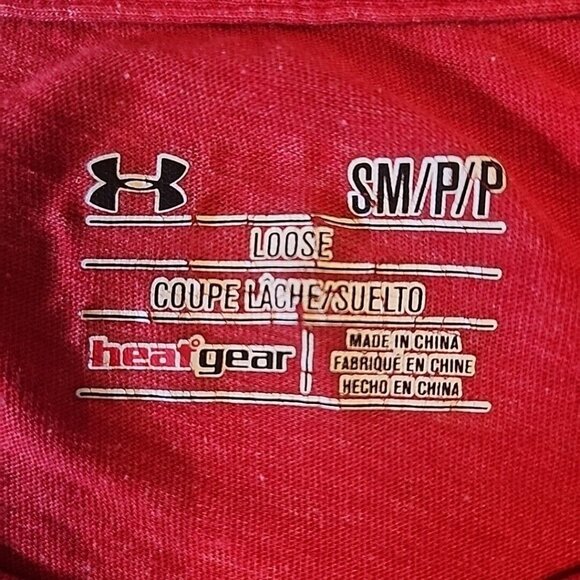 SM/P/P
LOOSE
COUPE LÂCHE/SUELTO
heatgear
MADE IN CHINA
FABRIQUÉ EN CHINE
HECHO EN CHINA